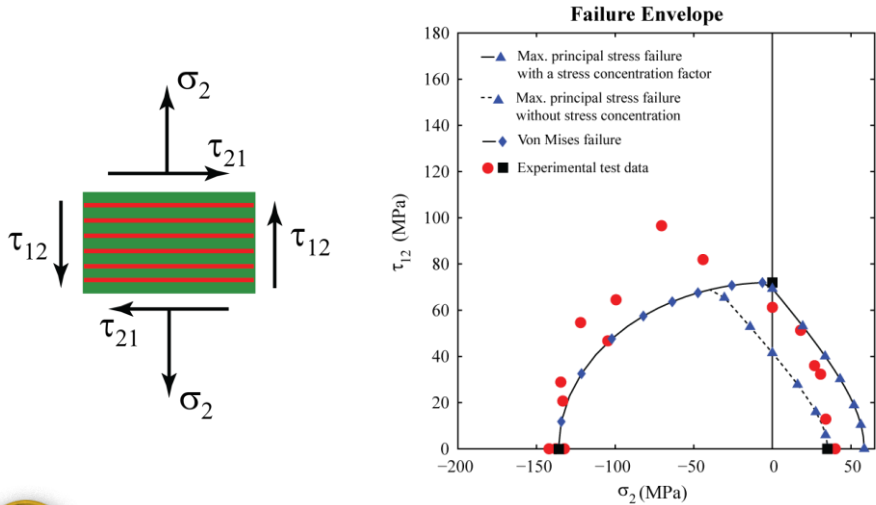 σ2
τ21
τ12
τ12
τ21
σ2
Failure Envelope
Max. principal stress failure
with a stress concentration factor
Max. principal stress failure
without stress concentration
Von Mises failure
Experimental test data
τ12 (MPa)
180
160
140
120
100
80
60
40
20
0
−200
−150
−100
−50
0
50
σ2 (MPa)